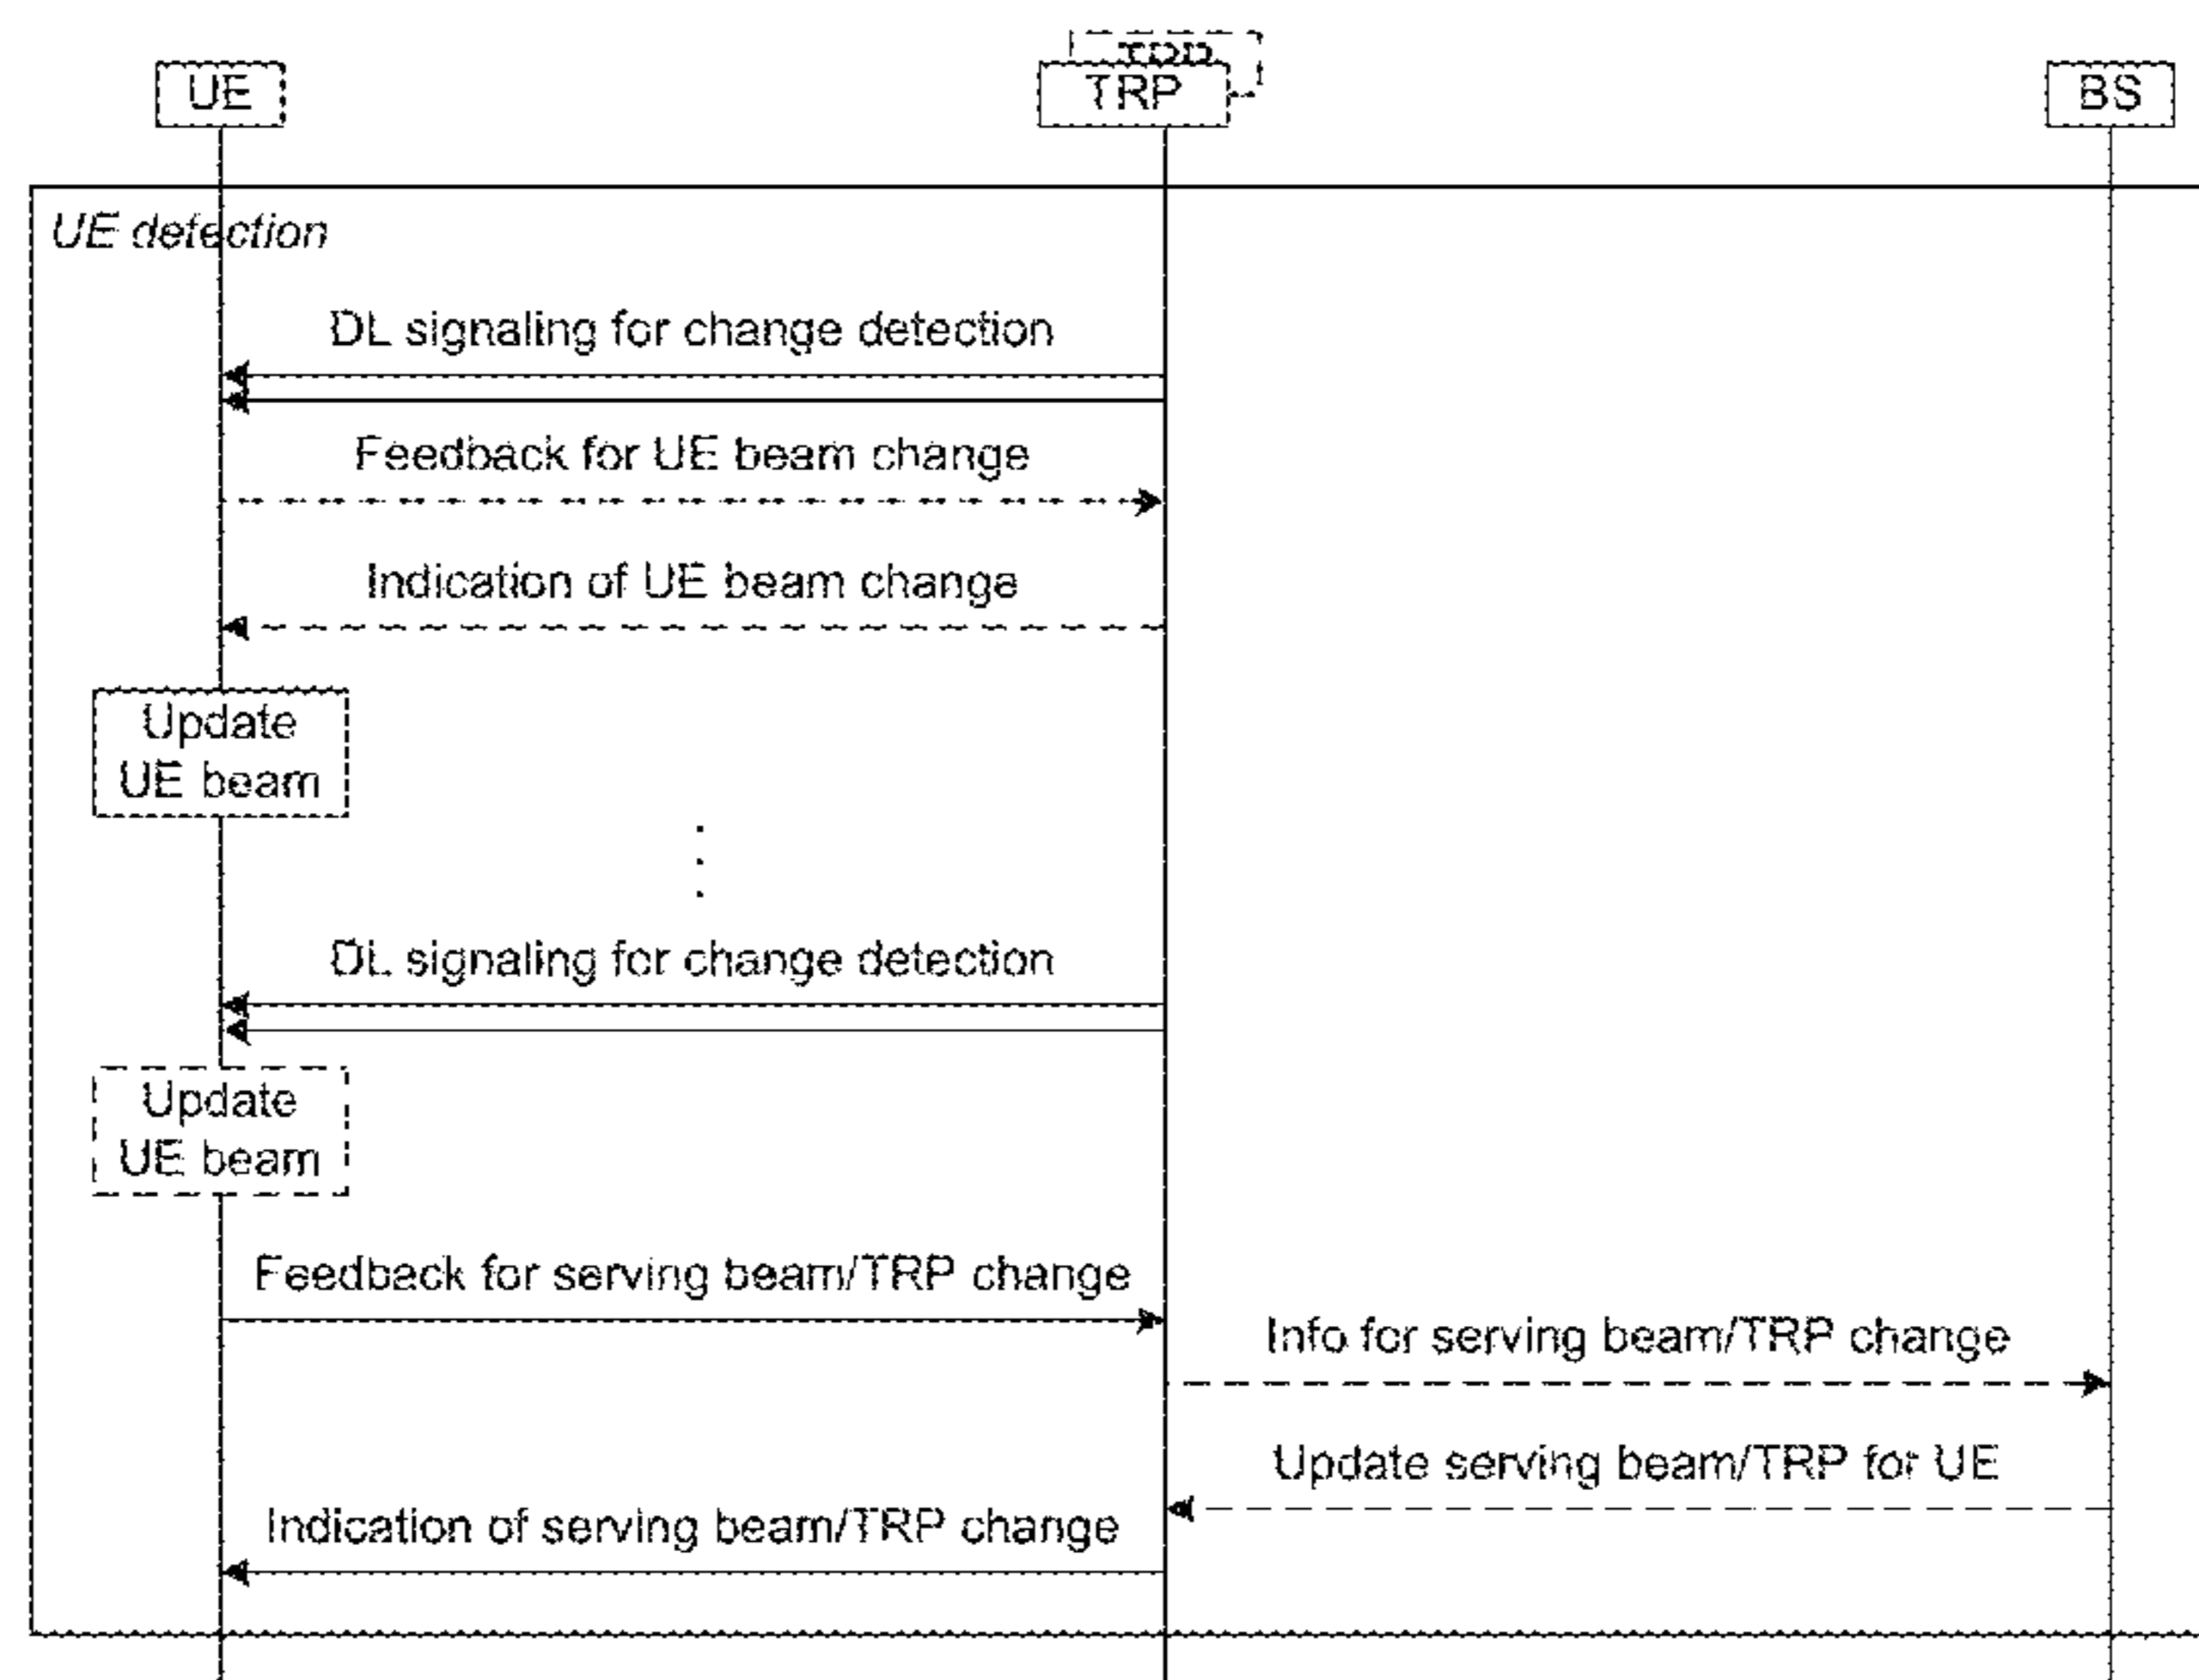 TRP
UE
TRP
BS
UE detection
DL signaling for change detection
Feedback for UE beam change
Indication of UE beam change
Update
UE beam
DL signaling for change detection
Update
UE beam
Feedback for serving beam/TRP change
Info for serving beam/TRP change
Update serving beam/TRP for UE
Indication of serving beam/TRP change